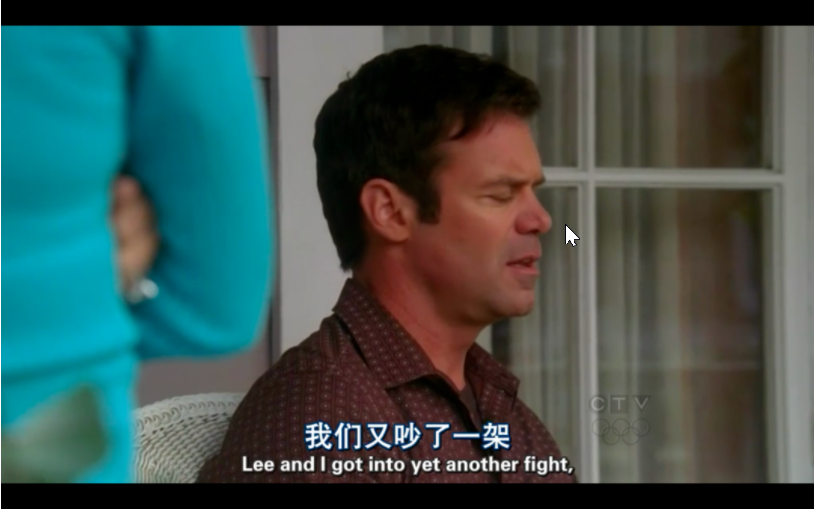 CTV
我们又吵了一架
Lee and I got into yet another fight,